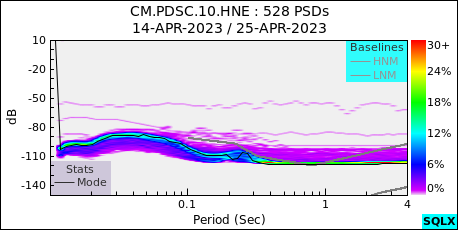 CM.PDSC.10.HNE : 528 PSDs
14-APR-2023 / 25-APR-2023
10
-20
-50
-80
-110
-140
dB
Baselines
HNM
LNM
Stats
Mode
30+
24%
18%
12%
6%
0%
0.1
1
4
Period (Sec)
SQLX